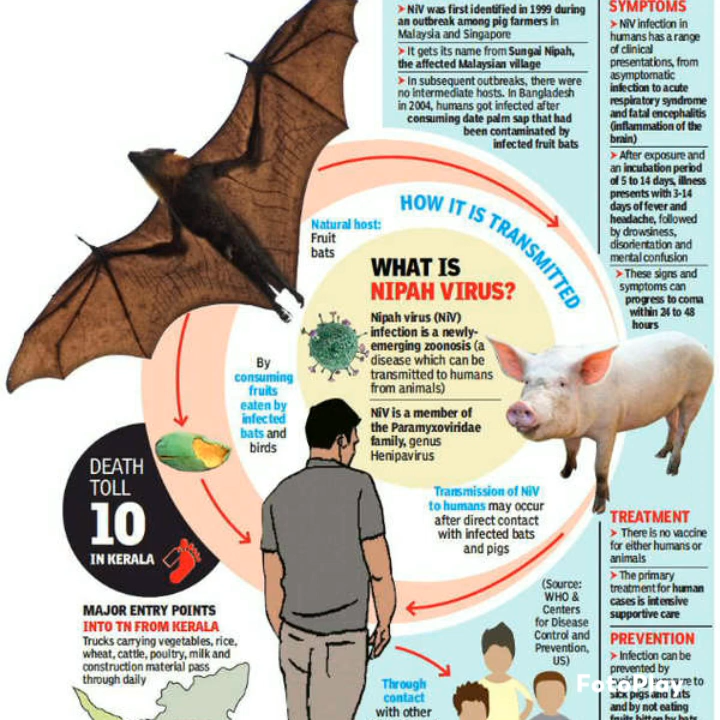 ➤ NiV was first identified in 1999 during
an outbreak among pig farmers in
Malaysia and Singapore
➤ It gets its name from Sungai Nipah,
the affected Malaysian village
➤ In subsequent outbreaks, there were
no intermediate hosts. In Bangladesh
in 2004, humans got infected after
consuming date palm sap that had
been contaminated by
infected fruit bats
SYMPTOMS
➤ NiV infection in
humans has a range
of clinical
presentations, from
asymptomatic
infection to acute
respiratory syndrome
and fatal encephalitis
(inflammation of the
brain)
➤ After exposure and
an incubation period
of 5 to 14 days, illness
presents with 3-14
days of fever and
headache, followed
by drowsiness,
disorientation and
mental confusion
➤ These signs and
symptoms can
progress to coma
within 24 to 48
hours
HOW IT IS TRANSMITTED
Natural host:
Fruit
bats
WHAT IS
NIPAH VIRUS?
Nipah virus (NiV)
infection is a newly-
emerging zoonosis (a
disease which can be
transmitted to humans
from animals)
NiV is a member of
the Paramyxoviridae
family, genus
Henipavirus
By
consuming
fruits
eaten by
infected
bats and
birds
DEATH
TOLL
10
IN KERALA
Transmission of NiV
to humans may occur
after direct contact
with infected bats
and pigs
MAJOR ENTRY POINTS
INTO TN FROM KERALA
Trucks carrying vegetables, rice,
wheat, cattle, poultry, milk and
construction material pass
through daily
(Source:
WHO &
Centers
for Disease
Control and
Prevention,
US)
Through
contact
with other
TREATMENT
➤ There is no vaccine
for either humans or
animals
➤ The primary
treatment for human
cases is intensive
supportive care
PREVENTION
➤ Infection can be
prevented by
to
sick pigs and bats
and by not eating
fruits bitten by bats
FotoPlay